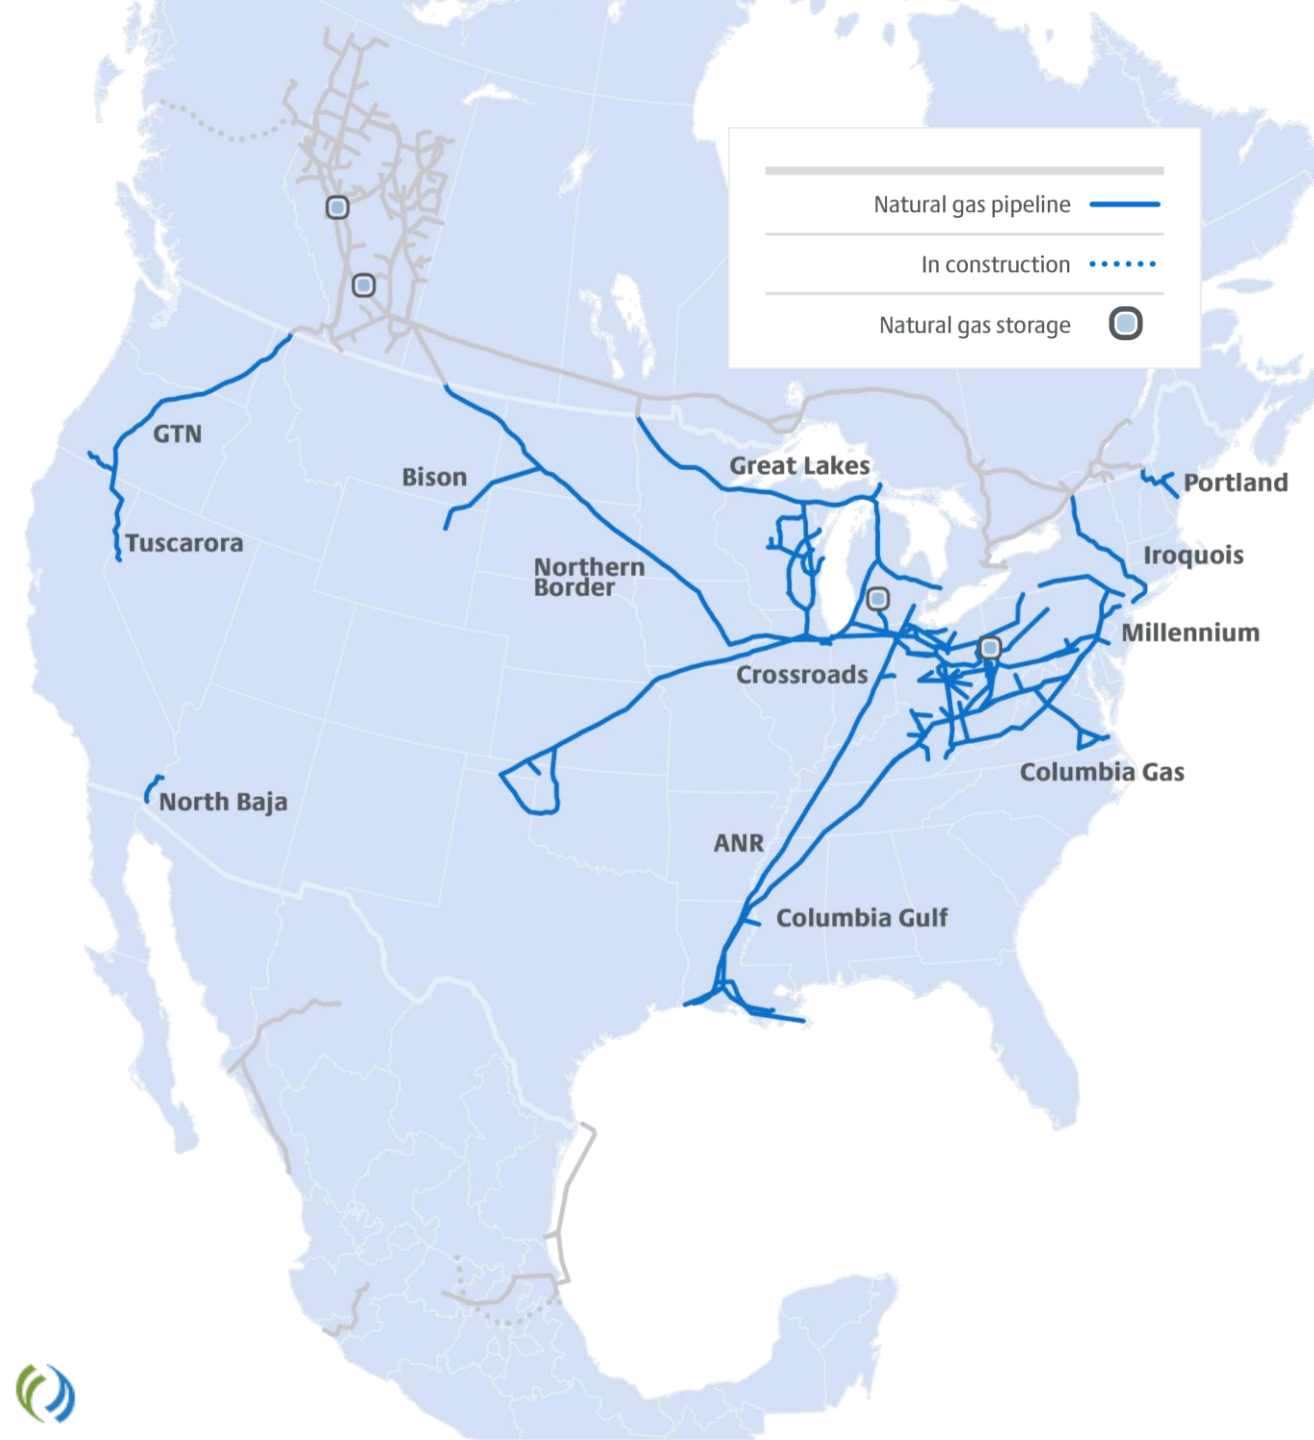 Natural gas pipeline
In construction
Natural gas storage
GTN
Great Lakes
Bison
Portland
Tuscarora
Iroquois
Northern
Border
Millennium
Crossroads
Columbia Gas
North Baja
ANR
Columbia Gulf